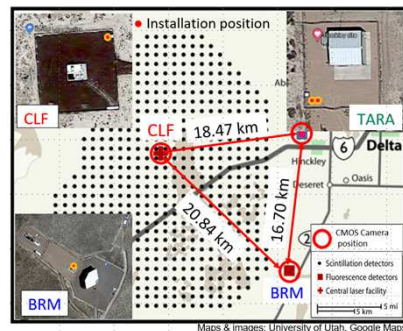 Installation position
CLF
TARA
CLF
18.47 km
6
Delta
Hinckley
Deseret
Oasis
20.84 km
16.70 km
BRM
BRM
CMOS Camera
position
Scintillation detectors
Fluorescence detectors
Central laser facility
5 mi
5 km
Maps & images: University of Utah, Google Map